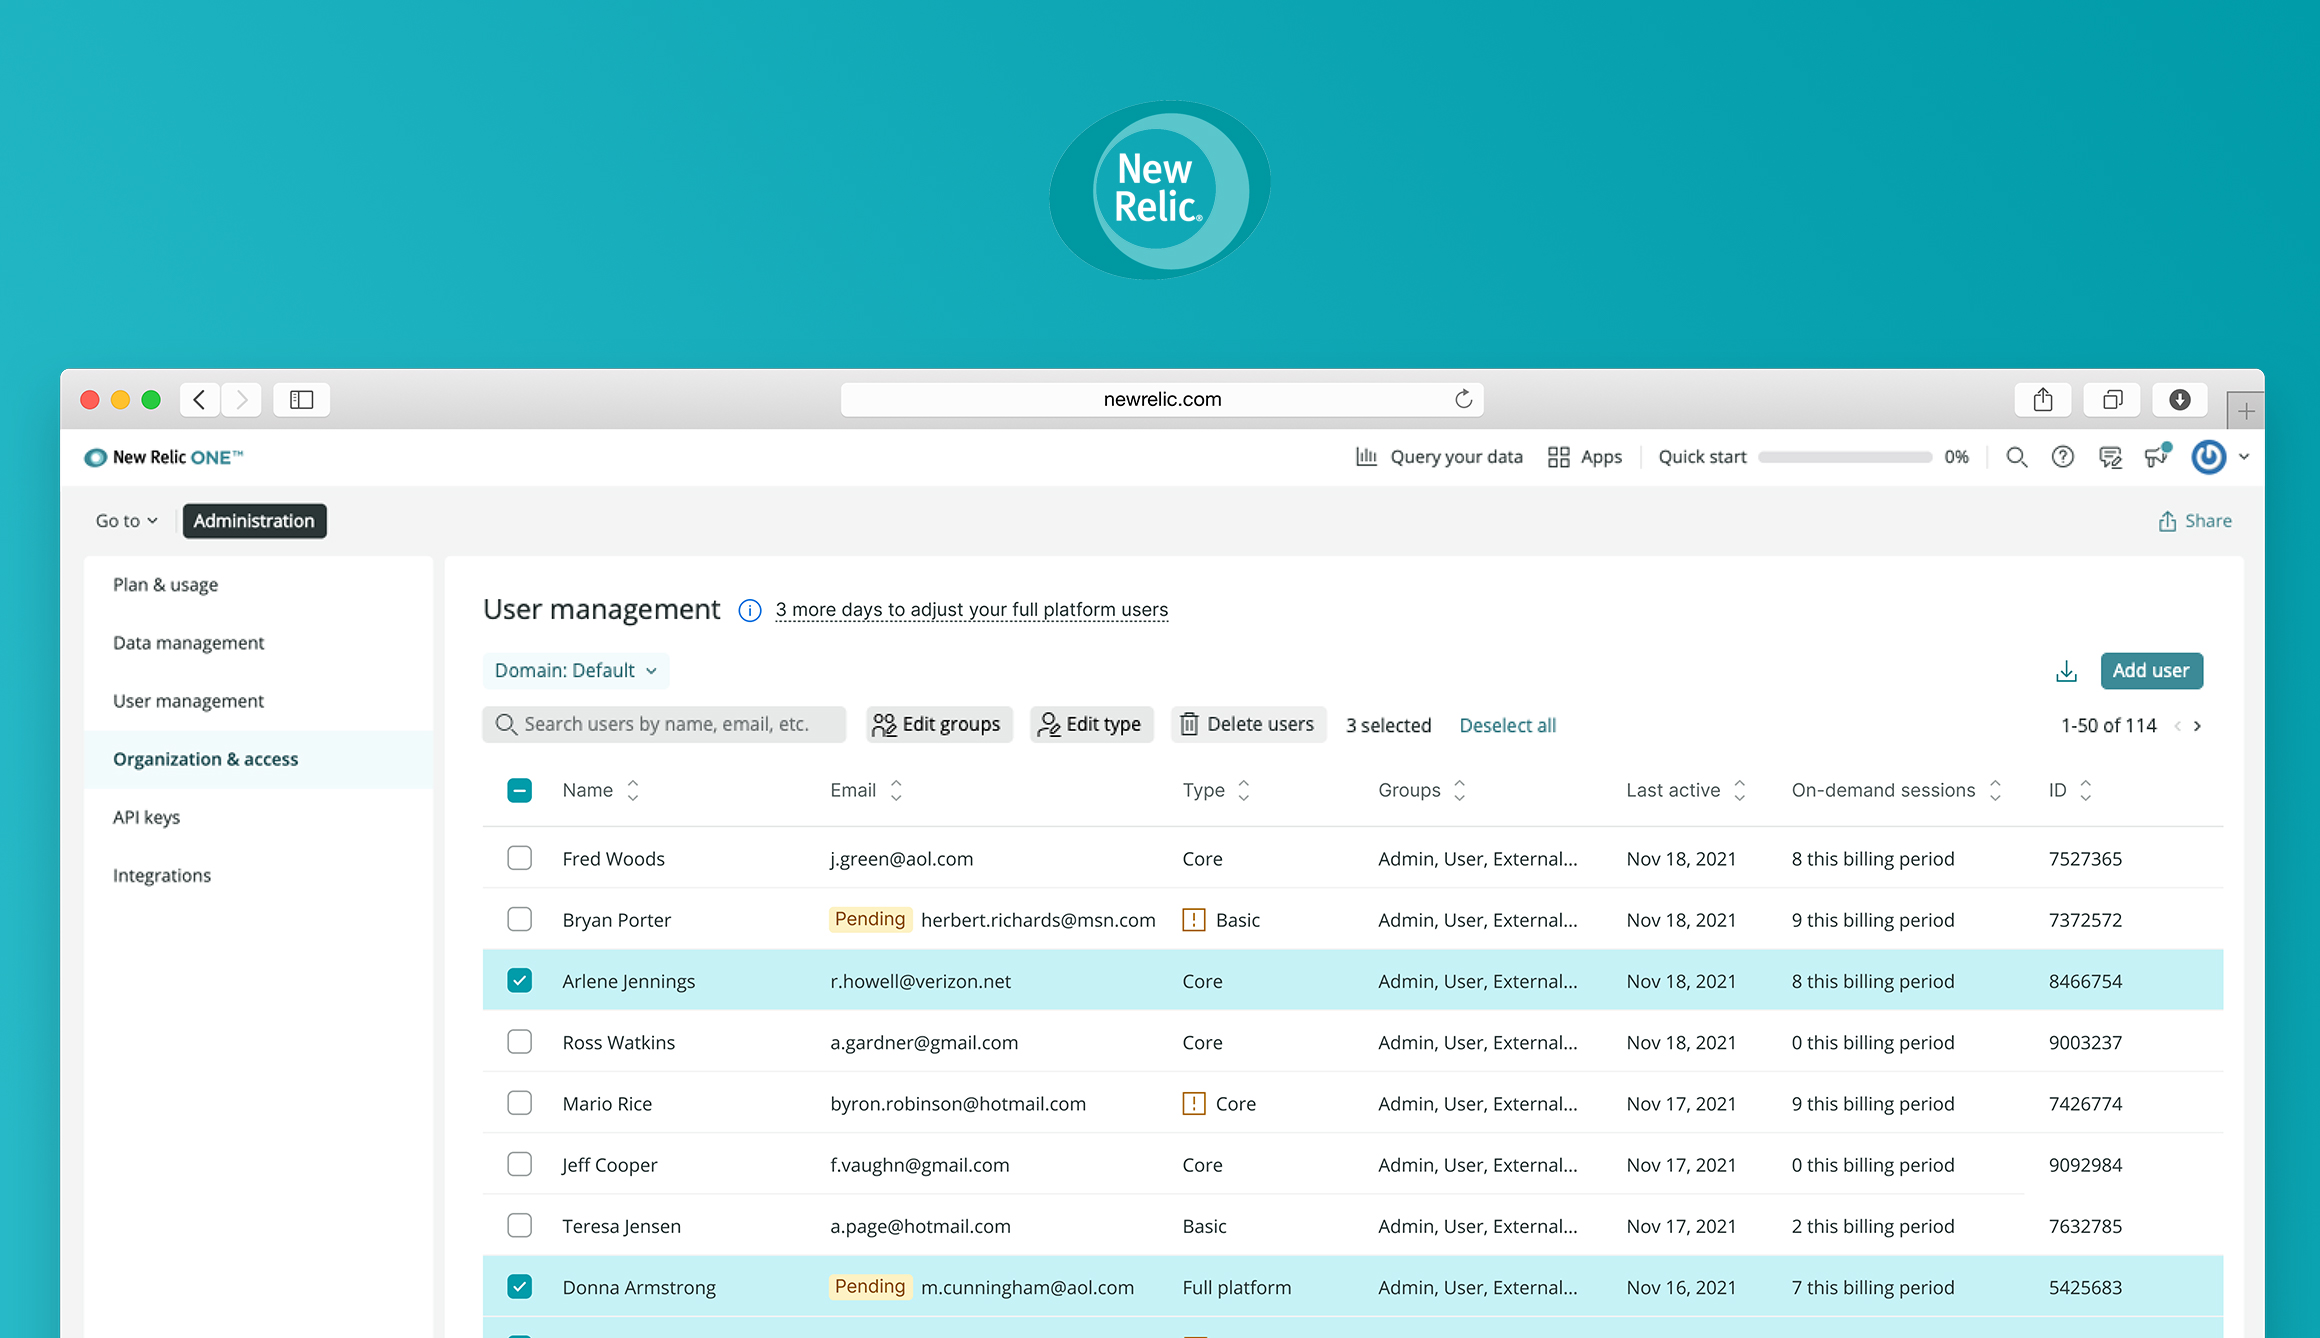 New
Relic®
newrelic.com
New Relic ONE™
Query your data
Apps
Quick start
0%
Go to
Administration
Share
Plan & usage
Data management
User management
Organization & access
API keys
Integrations
User management
3 more days to adjust your full platform users
Domain: Default
Add user
Search users by name, email, etc.
Edit groups
Edit type
Delete users
3 selected
Deselect all
1-50 of 114
Name Email Type Groups Last active On-demand sessions ID
Fred Woods j.green@aol.com Core Admin, User, External... Nov 18, 2021 8 this billing period 7527365
Bryan Porter Pending herbert.richards@msn.com Basic Admin, User, External... Nov 18, 2021 9 this billing period 7372572
Arlene Jennings r.howell@verizon.net Core Admin, User, External... Nov 18, 2021 8 this billing period 8466754
Ross Watkins a.gardner@gmail.com Core Admin, User, External... Nov 18, 2021 0 this billing period 9003237
Mario Rice byron.robinson@hotmail.com Core Admin, User, External... Nov 17, 2021 9 this billing period 7426774
Jeff Cooper f.vaughn@gmail.com Core Admin, User, External... Nov 17, 2021 0 this billing period 9092984
Teresa Jensen a.page@hotmail.com Basic Admin, User, External... Nov 17, 2021 2 this billing period 7632785
Donna Armstrong Pending m.cunningham@aol.com Full platform Admin, User, External... Nov 16, 2021 7 this billing period 5425683